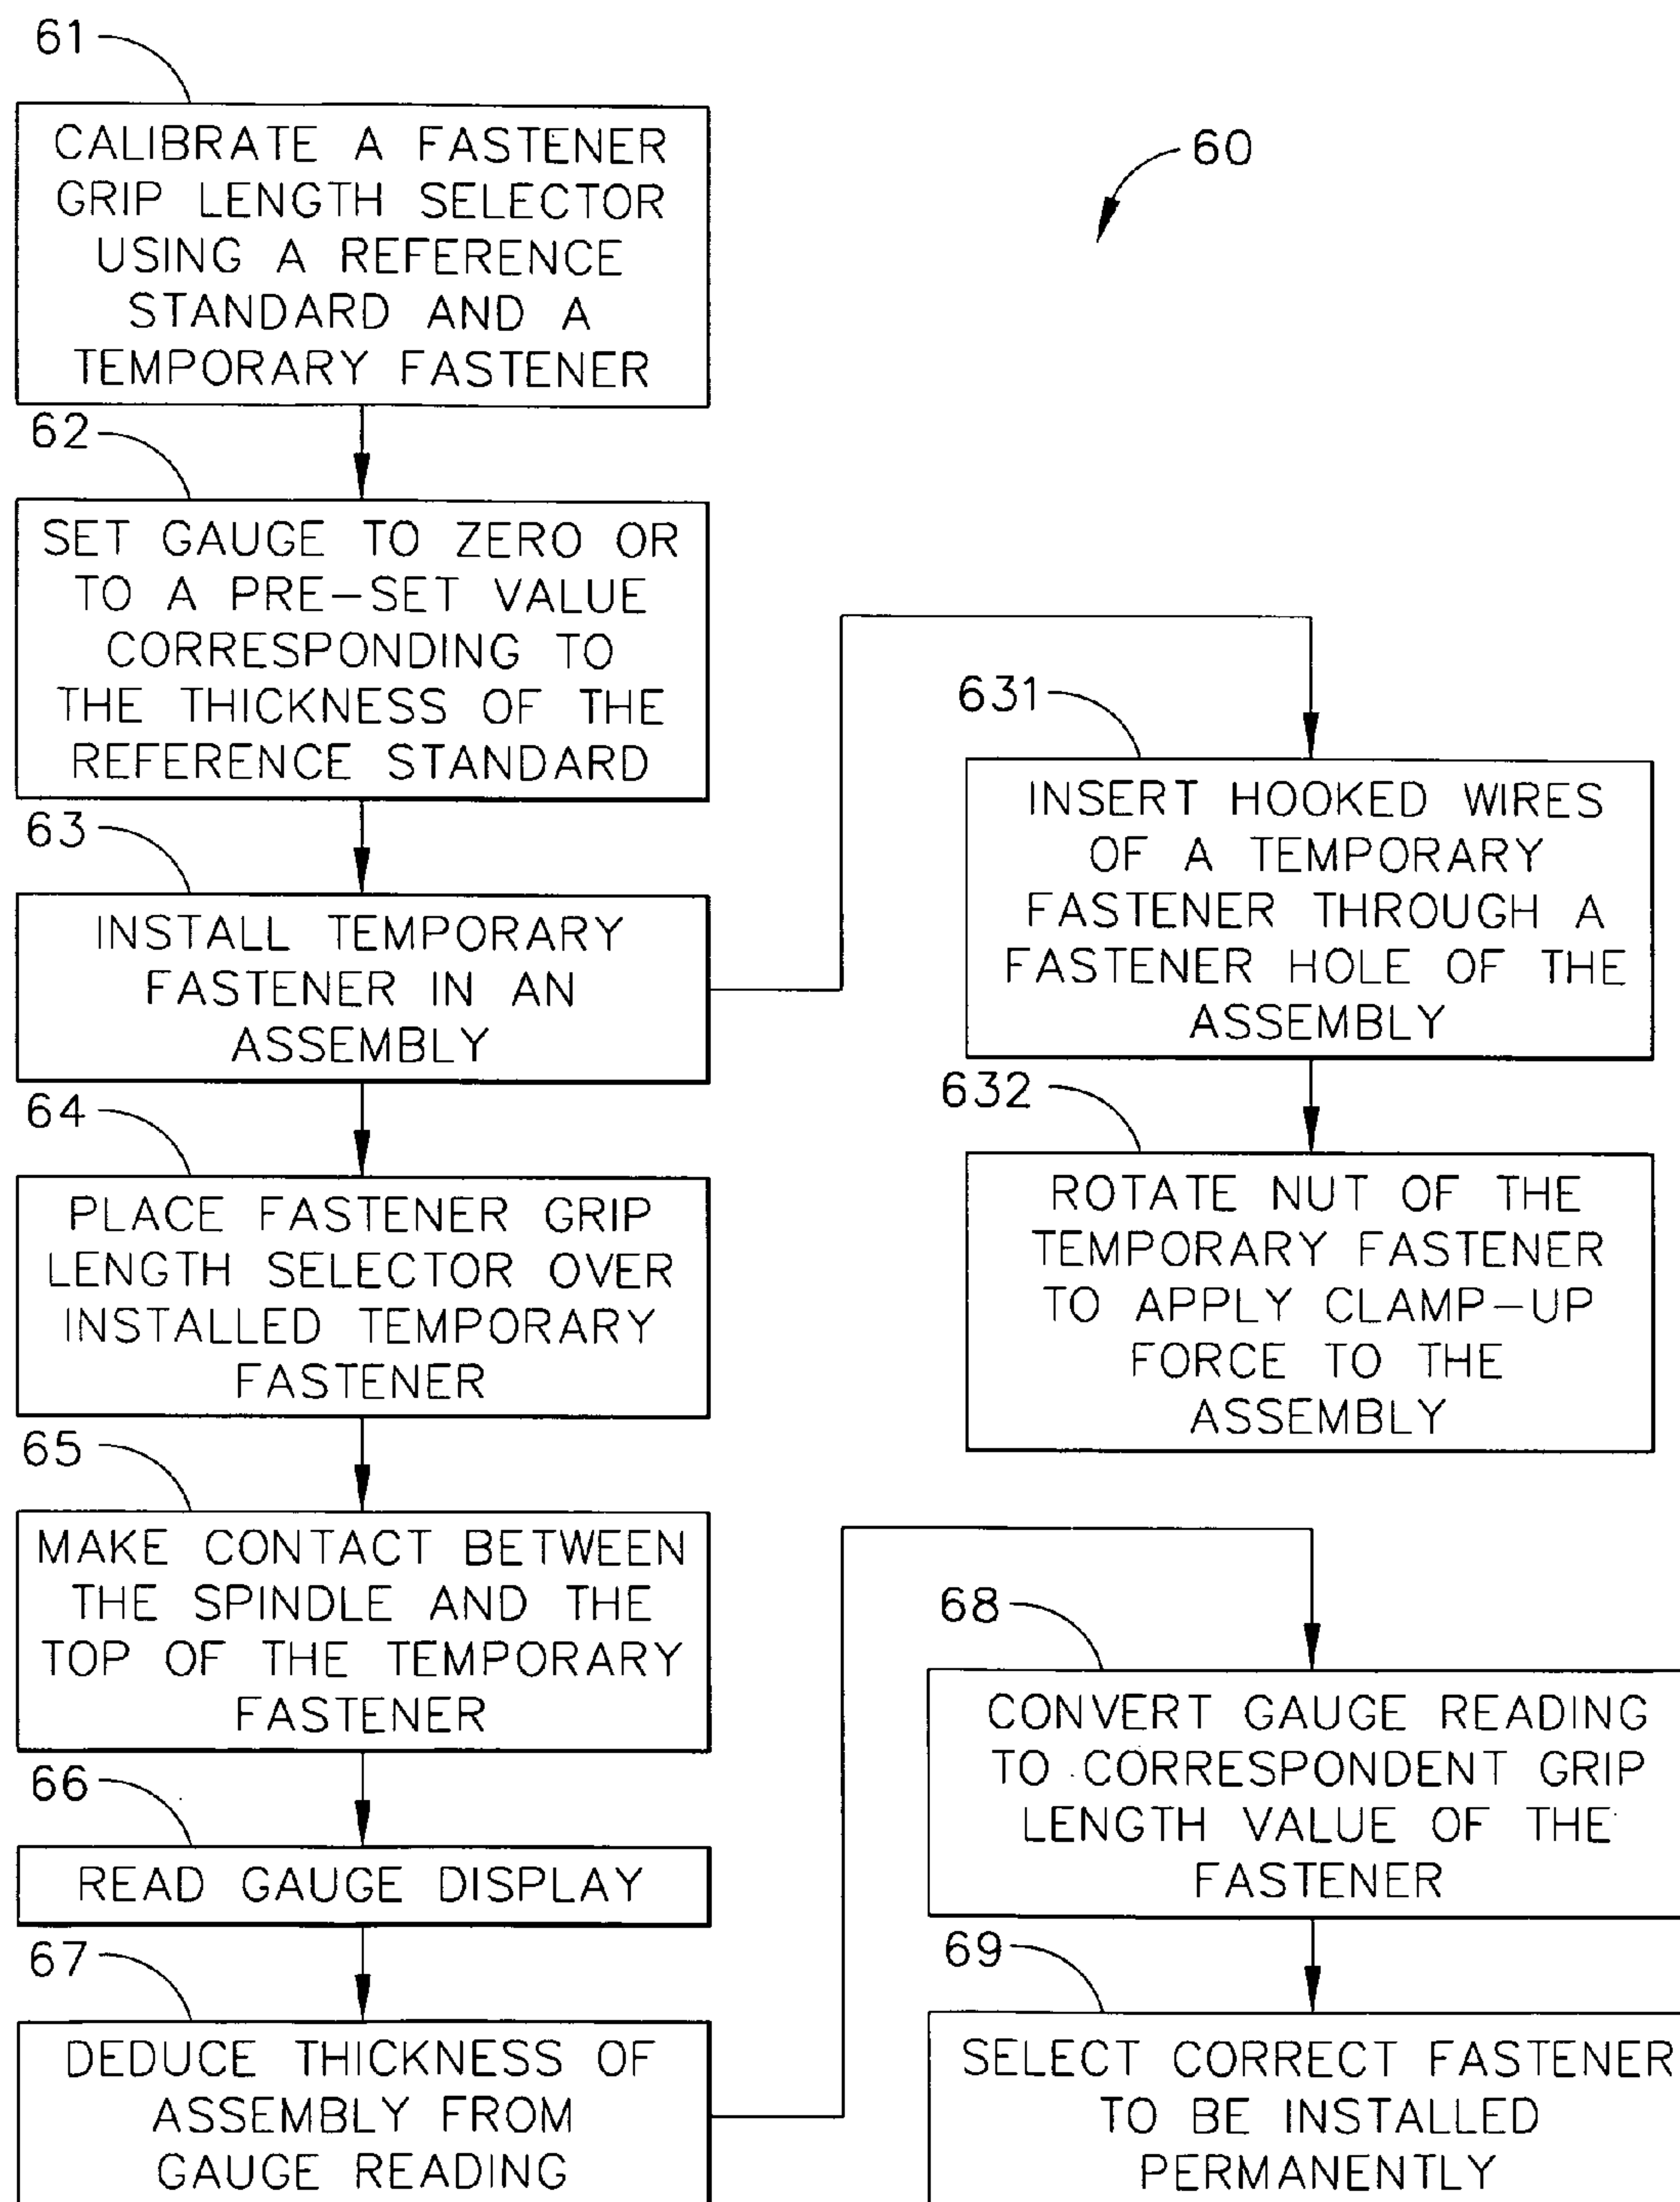 61
CALIBRATE A FASTENER
GRIP LENGTH SELECTOR
USING A REFERENCE
STANDARD AND A
TEMPORARY FASTENER
60
62
SET GAUGE TO ZERO OR
TO A PRE-SET VALUE
CORRESPONDING TO
THE THICKNESS OF THE
REFERENCE STANDARD
63
INSTALL TEMPORARY
FASTENER IN AN
ASSEMBLY
631
INSERT HOOKED WIRES
OF A TEMPORARY
FASTENER THROUGH A
FASTENER HOLE OF THE
ASSEMBLY
632
ROTATE NUT OF THE
TEMPORARY FASTENER
TO APPLY CLAMP-UP
FORCE TO THE
ASSEMBLY
64
PLACE FASTENER GRIP
LENGTH SELECTOR OVER
INSTALLED TEMPORARY
FASTENER
65
MAKE CONTACT BETWEEN
THE SPINDLE AND THE
TOP OF THE TEMPORARY
FASTENER
66
READ GAUGE DISPLAY
67
DEDUCE THICKNESS OF
ASSEMBLY FROM
GAUGE READING
68
CONVERT GAUGE READING
TO CORRESPONDENT GRIP
LENGTH VALUE OF THE
FASTENER
69
SELECT CORRECT FASTENER
TO BE INSTALLED
PERMANENTLY